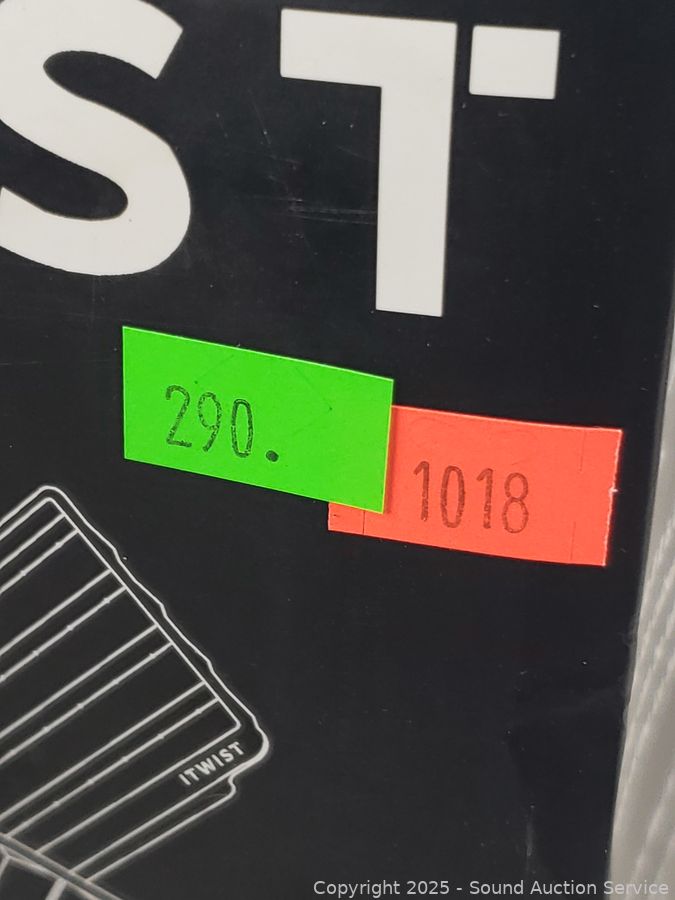 ST
290.
1018
ITWIST
Copyright 2025 - Sound Auction Service